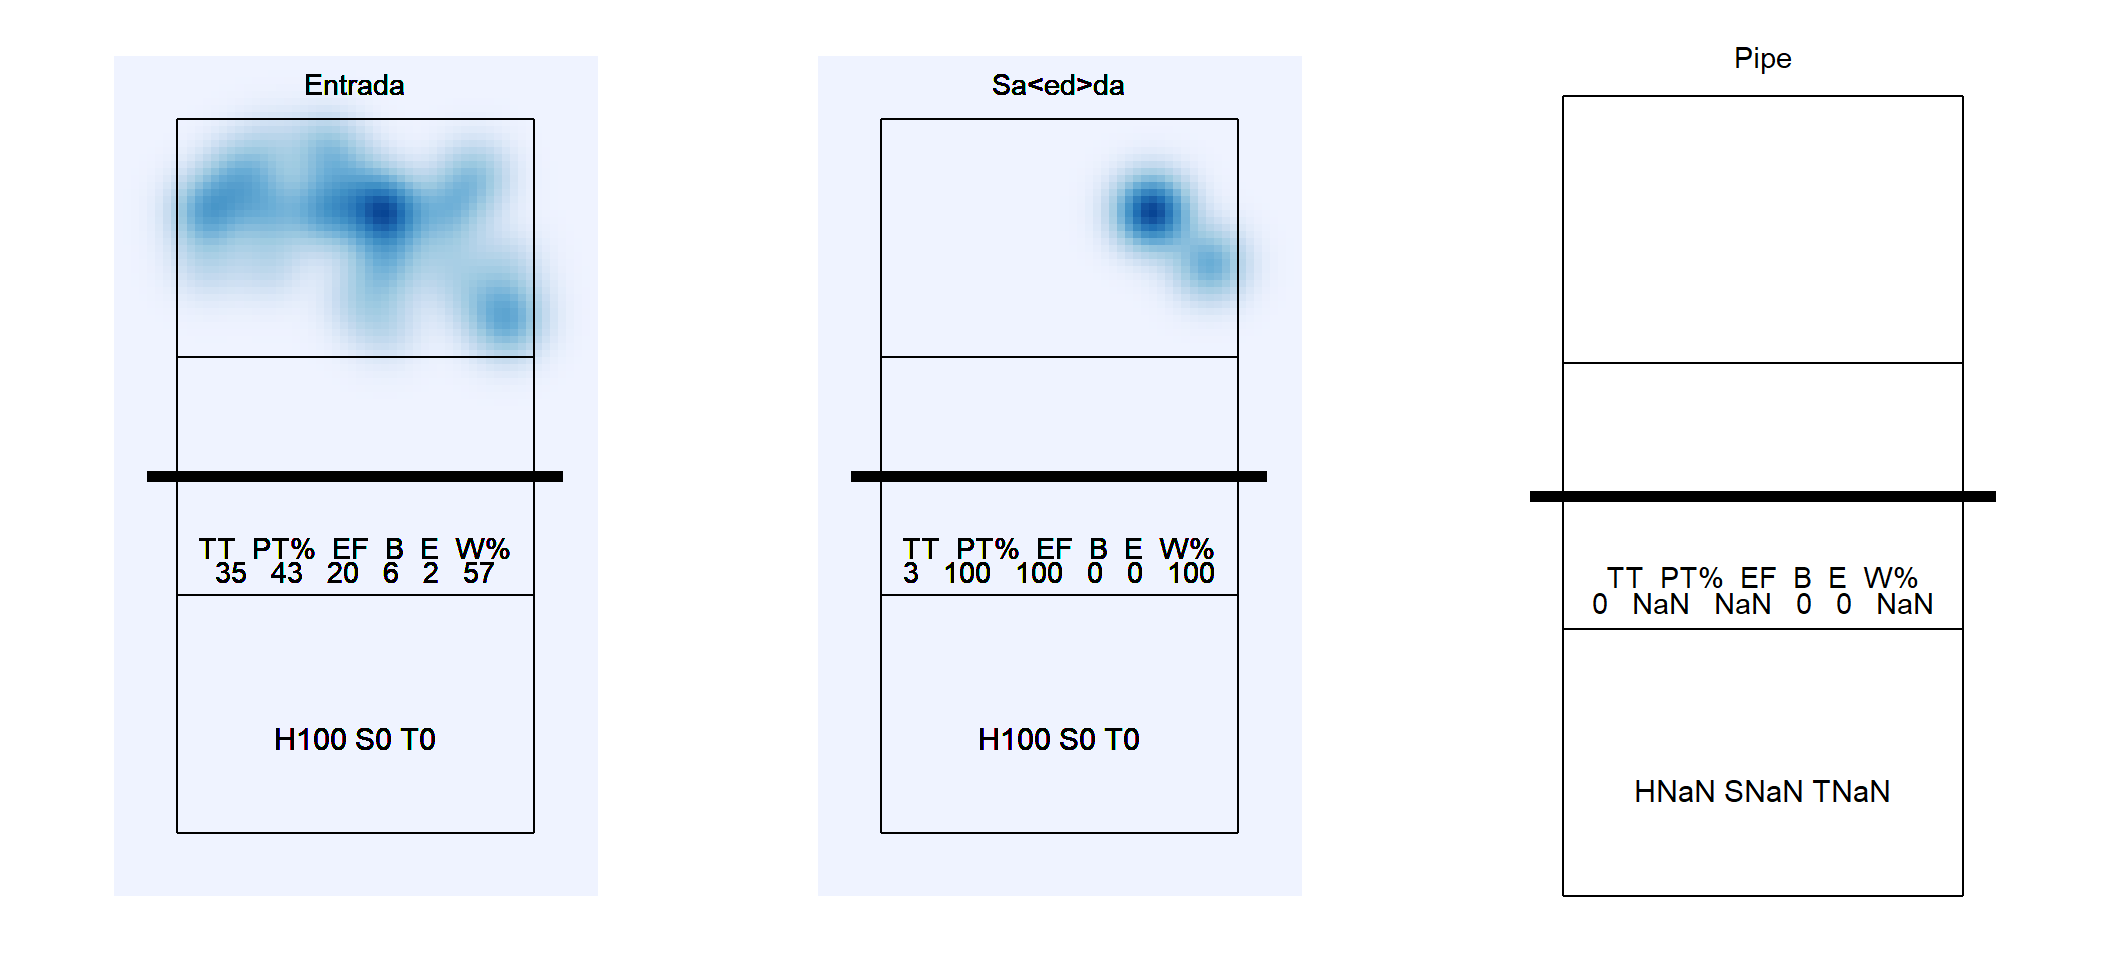 Entrada
TT PT% EF B E W%
35 43 20 6 2 57
H100 S0 T0
Sa<ed>da
TT PT% EF B E W%
3 100 100 0 0 100
H100 S0 T0
Pipe
TT PT% EF B E W%
0 NaN NaN 0 0 NaN
HNaN SNaN TNaN